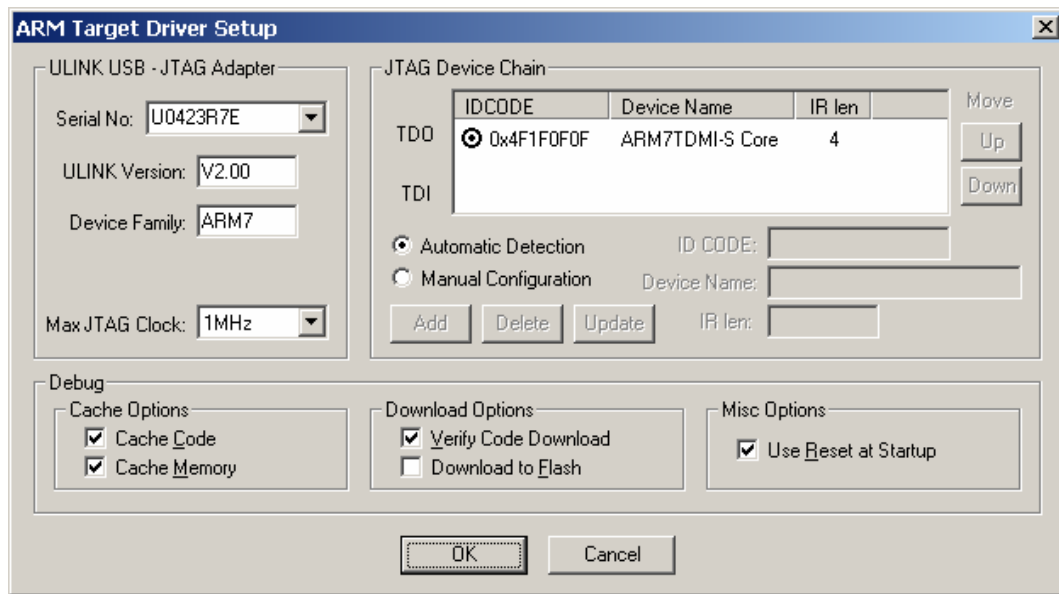 ARM Target Driver Setup
ULINK USB - JTAG Adapter
Serial No: U0423R7E
ULINK Version: V2.00
Device Family: ARM7
Max JTAG Clock: 1MHz
JTAG Device Chain
IDCODE Device Name IR len Move
TDO 0x4F1F0F0F ARM7TDMI-S Core 4 Up
TDI Down
Automatic Detection ID CODE:
Manual Configuration Device Name:
Add Delete Update IR len:
Debug
Cache Options
Cache Code
Cache Memory
Download Options
Verify Code Download
Download to Flash
Misc Options
Use Reset at Startup
OK Cancel